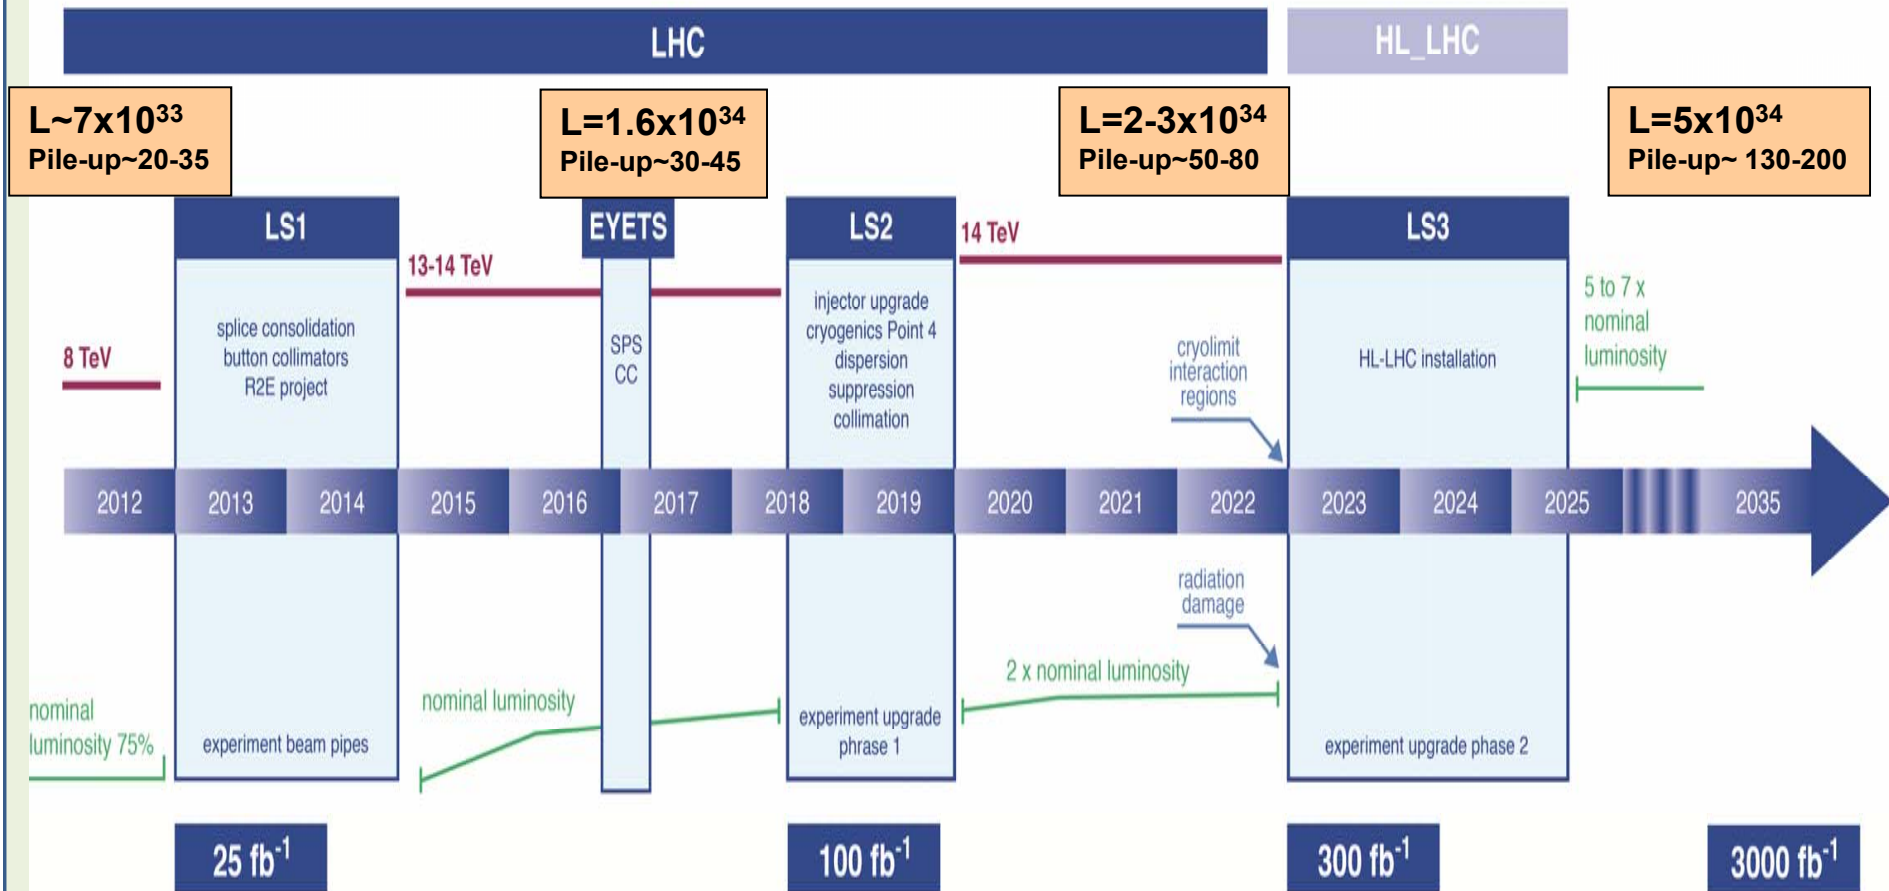 LHC
HL_LHC
L~7x10³³
Pile-up~20-35
L=1.6x10³⁴
Pile-up~30-45
L=2-3x10³⁴
Pile-up~50-80
L=5x10³⁴
Pile-up~ 130-200
LS1
EYETS
LS2
LS3
8 TeV
13-14 TeV
14 TeV
splice consolidation
button collimators
R2E project
SPS
CC
injector upgrade
cryogenics Point 4
dispersion
suppression
collimation
cryolimit
interaction
regions
HL-LHC installation
5 to 7 x
nominal
luminosity
2012 2013 2014 2015 2016 2017 2018 2019 2020 2021 2022 2023 2024 2025 2035
radiation
damage
nominal
luminosity 75%
experiment beam pipes
nominal luminosity
experiment upgrade
phrase 1
2 x nominal luminosity
experiment upgrade phase 2
25 fb⁻¹
100 fb⁻¹
300 fb⁻¹
3000 fb⁻¹